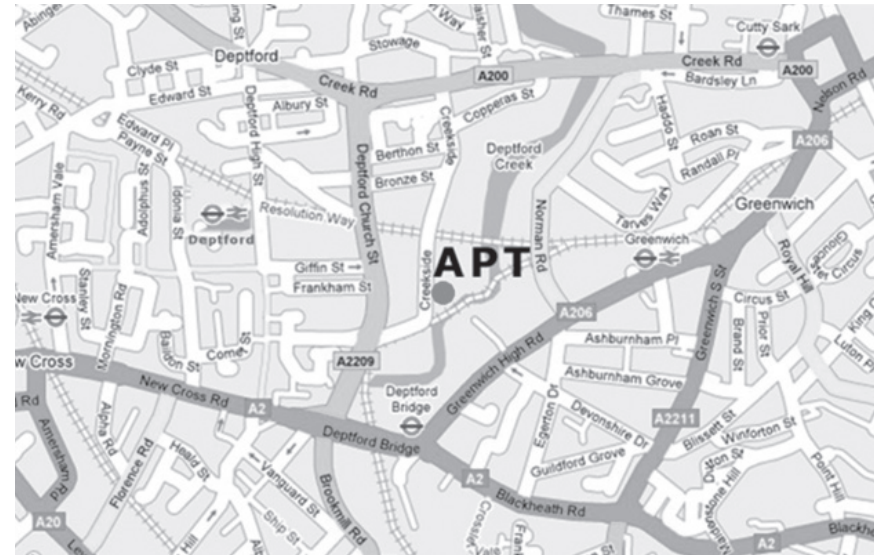 Thames St
Cutty Sark
Stowage
Deptford
Clyde St
Creek Rd
A200
Creek Rd
A200
Bardsley Ln
Nelson Rd
Edward St
Albury St
Copperas St
Kerry Rd
Haddo St
Roan St
A206
Edward Pl
Payne St
Deptford High St
Deptford Church St
Berthon St
Creekside
Deptford
Creek
Randall Pl
Bronze St
Amersham Vale
Adolphus St
Idonia St
Resolution Way
Norman Rd
Tarves Way
Greenwich
Deptford
Greenwich
Royal Hill
Circus
APT
Giffin St
Frankham St
Creekside
Stanley St
New Cross
Mornington Rd
A206
Greenwich S St
Circus St
Prior St
Brand St
Ashburnham Pl
Comet St
A2209
Greenwich High Rd
Ashburnham Grove
New Cross Rd
A2
Deptford
Bridge
Egerton Dr
Devonshire Dr
A2211
Blissett St
Winforton St
Deptford Bridge
Amersham Rd
Alpha Rd
Florence Rd
Heald St
Vanguard St
Guildford Grove
Point Hill
A2
Blackheath Rd
Brookmill Rd
Ship St
A20
A2